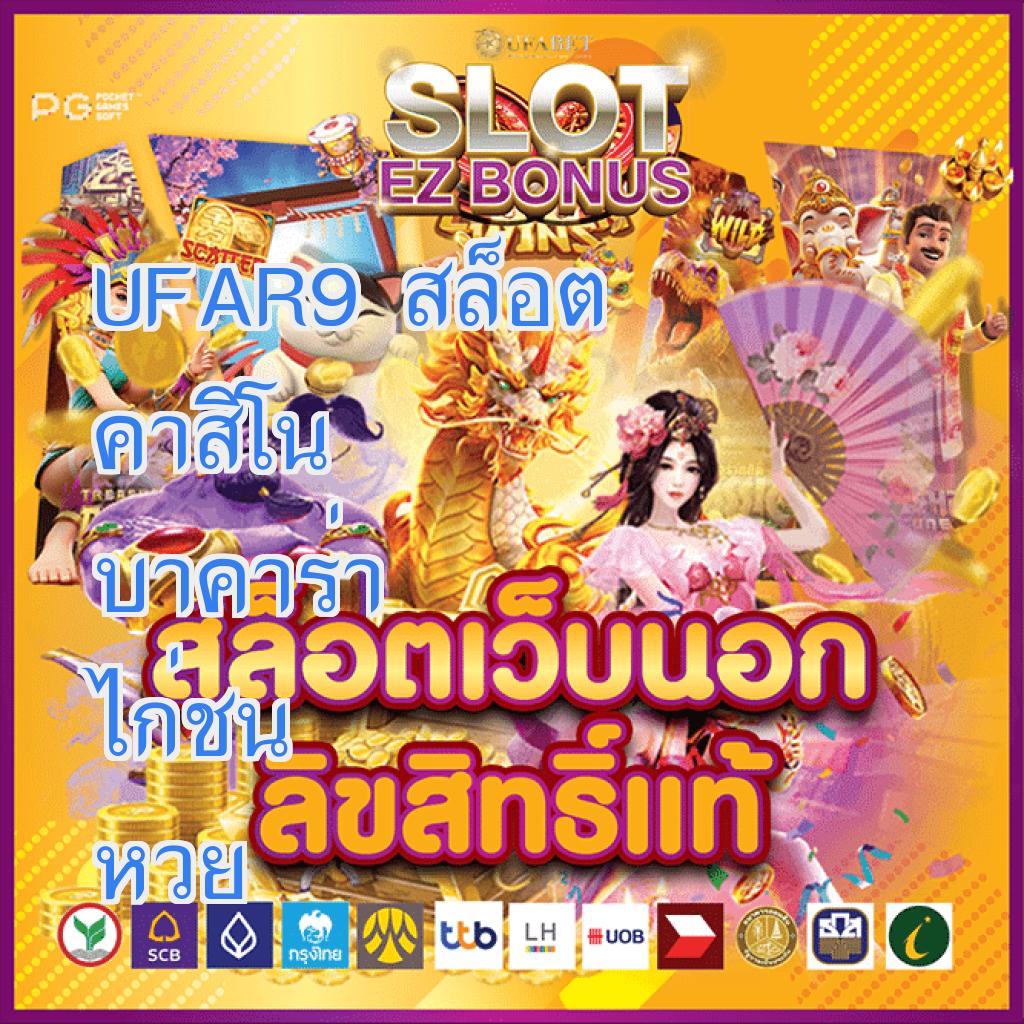 UFABET
PG POCKET GAMES SOFT
SLOT
EZ BONUS
WINS
SCATTER
WILD
UFAR9 สล็อต
คาสิโน
บาคาร่า
ไก่ชน
หวย
สล็อตเว็บนอก
ลิขสิทธิ์แท้
SCB
กรุงไทย
ttb
LH
UOB